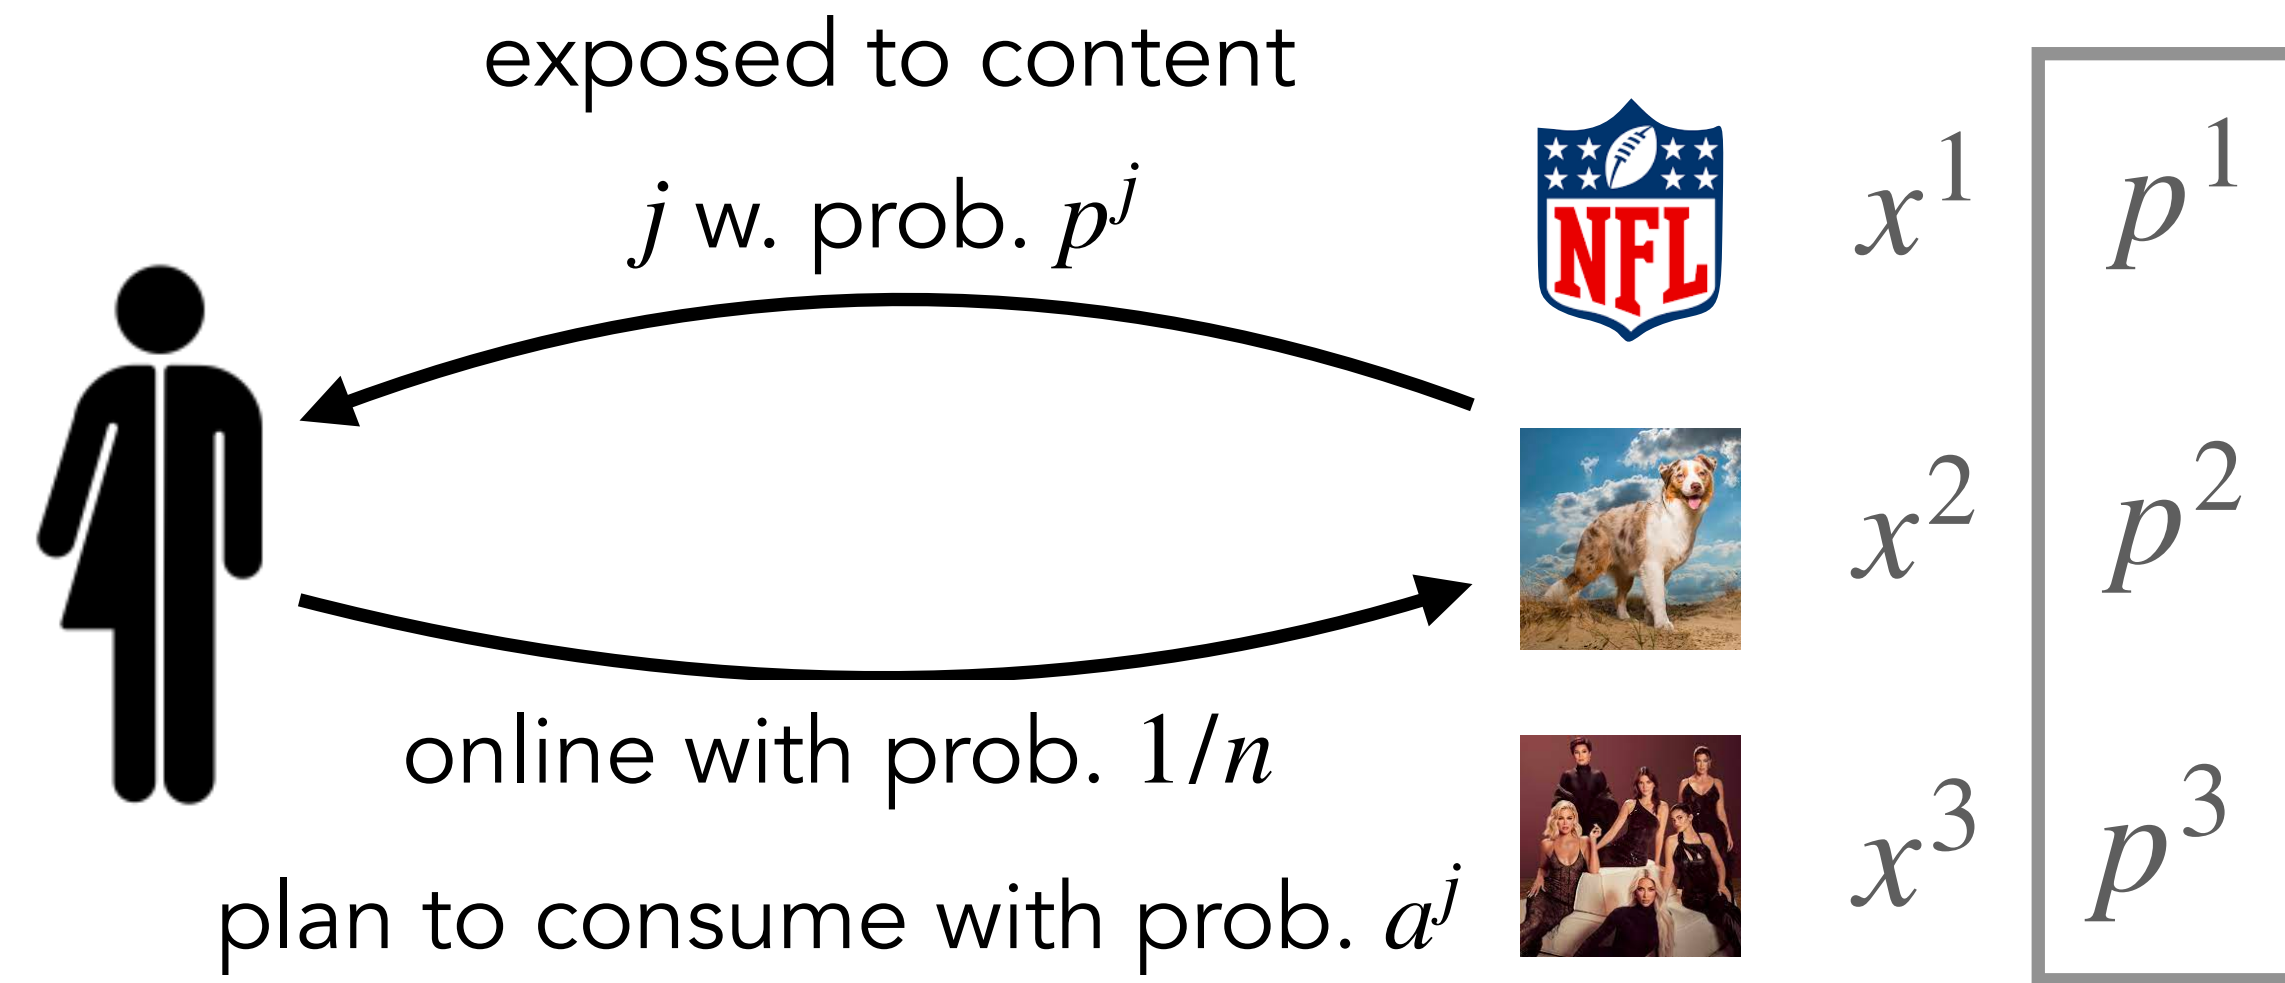 exposed to content
j w. prob. p^j
NFL
x^1 p^1
x^2 p^2
x^3 p^3
online with prob. 1/n
plan to consume with prob. a^j